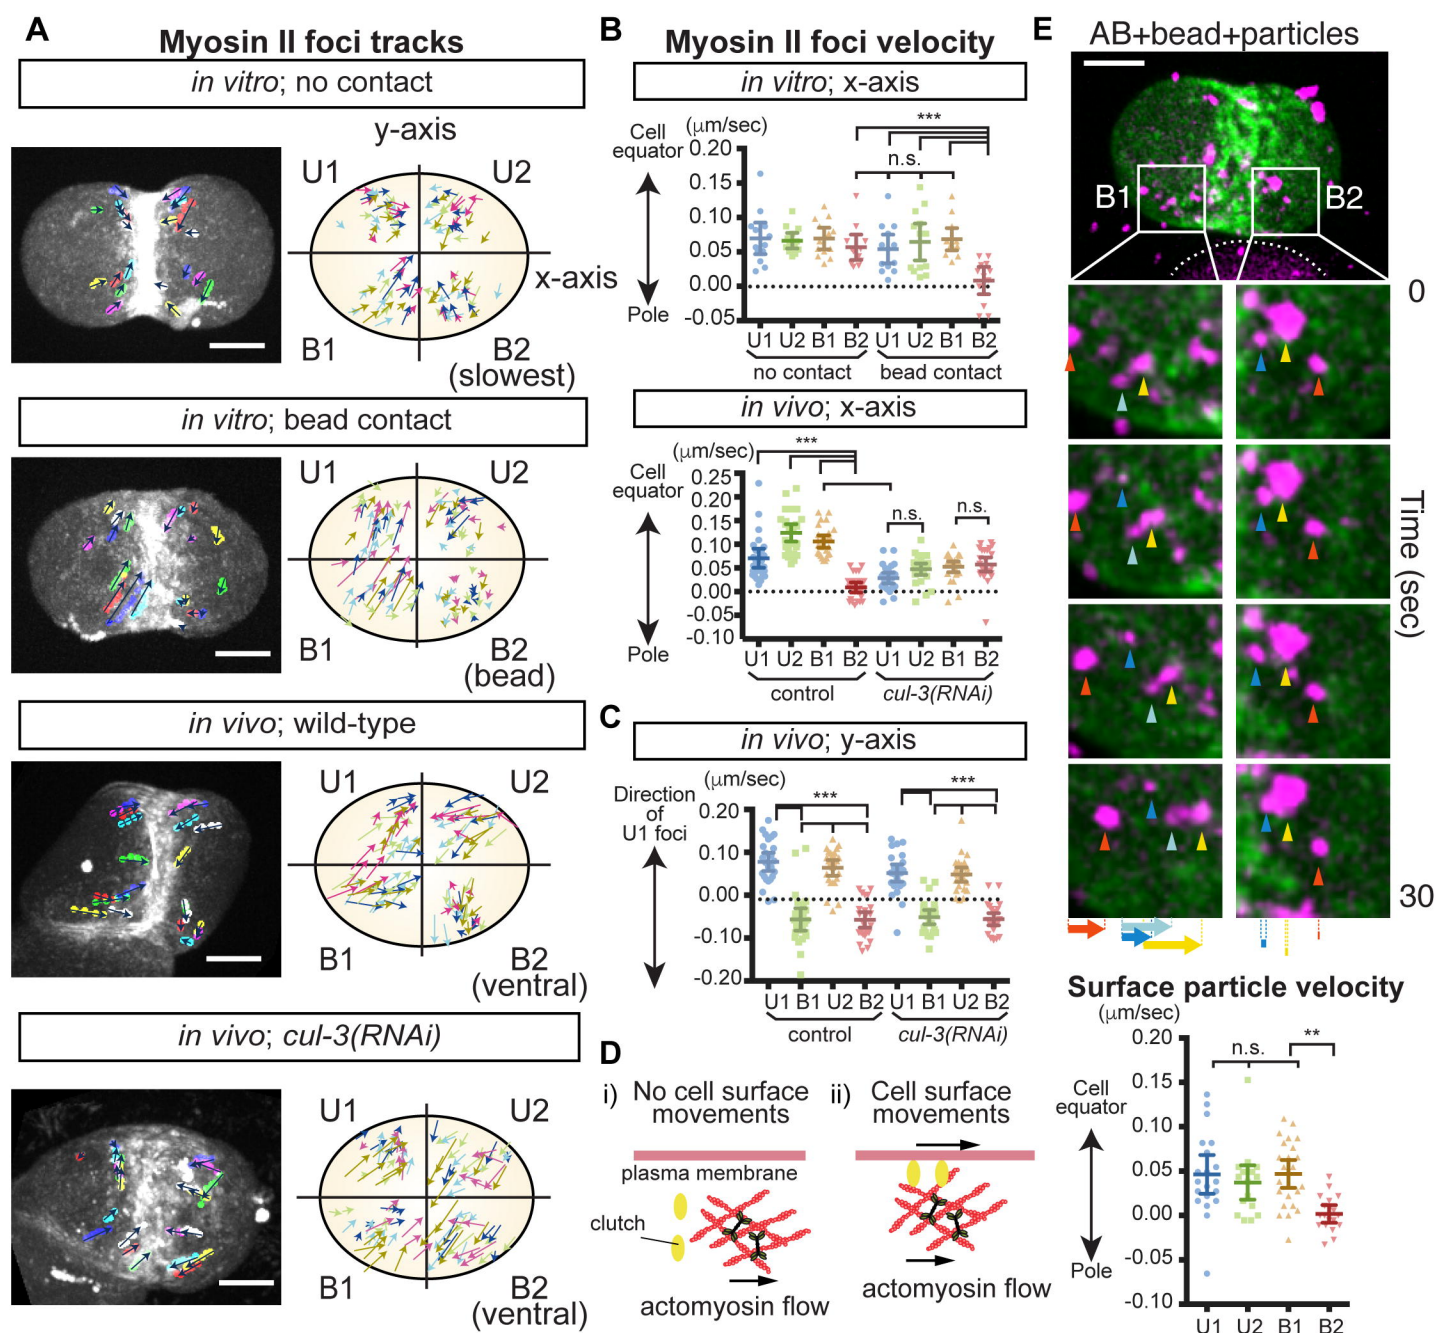 A
Myosin II foci tracks
in vitro; no contact
y-axis
U1
U2
x-axis
B1
B2
(slowest)
in vitro; bead contact
U1
U2
B1
B2
(bead)
in vivo; wild-type
U1
U2
B1
B2
(ventral)
in vivo; cul-3(RNAi)
U1
U2
B1
B2
(ventral)
B
Myosin II foci velocity
in vitro; x-axis
(μm/sec)
Cell
equator
Pole
0.20
0.15
0.10
0.05
0.00
-0.05
***
n.s.
U1 U2 B1 B2 U1 U2 B1 B2
no contact bead contact
in vivo; x-axis
(μm/sec)
Cell
equator
Pole
0.25
0.20
0.15
0.10
0.05
0.00
-0.05
-0.10
***
n.s.
n.s.
U1 U2 B1 B2 U1 U2 B1 B2
control cul-3(RNAi)
C
in vivo; y-axis
(μm/sec)
Direction
of
U1 foci
0.20
0.10
0.00
-0.10
-0.20
***
***
U1 B1 U2 B2 U1 B1 U2 B2
control cul-3(RNAi)
D
i) No cell surface
movements
plasma membrane
clutch
actomyosin flow
ii) Cell surface
movements
actomyosin flow
E
AB+bead+particles
B1
B2
0
Time (sec)
30
Surface particle velocity
(μm/sec)
Cell
equator
Pole
0.20
0.15
0.10
0.05
0.00
-0.05
-0.10
n.s.
**
U1 U2 B1 B2